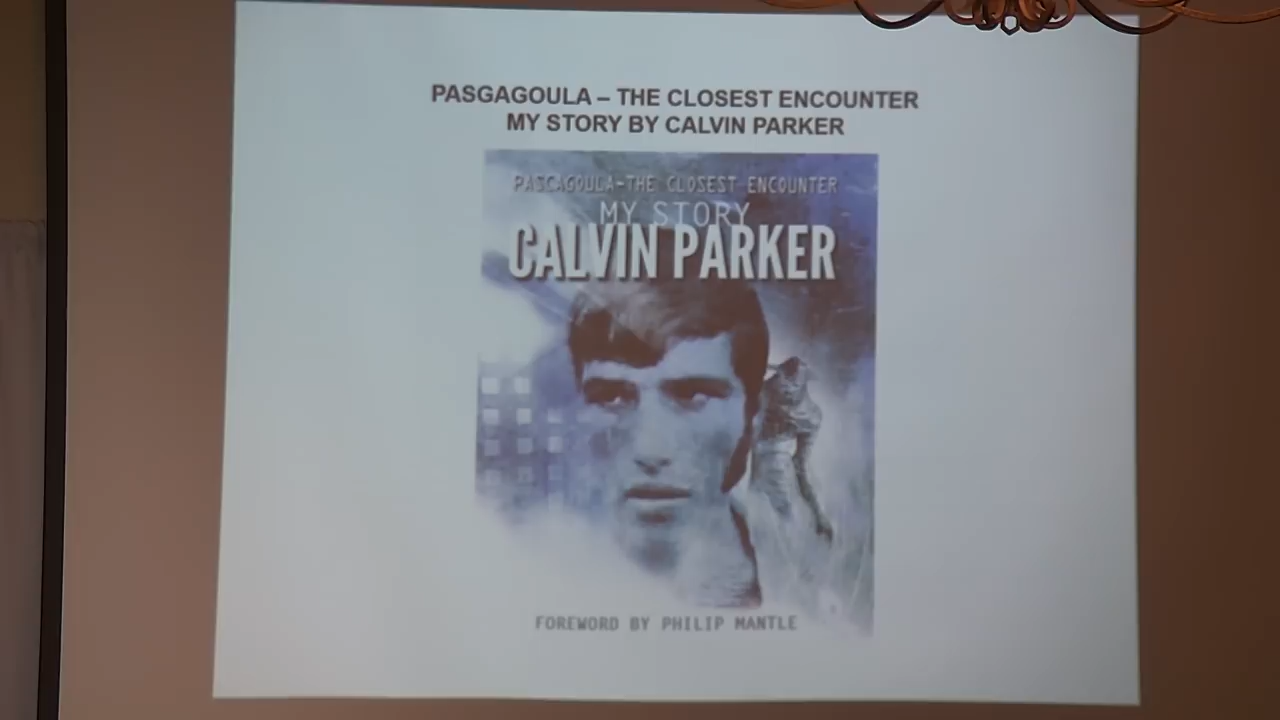 PASGAGOULA – THE CLOSEST ENCOUNTER
MY STORY BY CALVIN PARKER
PASCAGOULA-THE CLOSEST ENCOUNTER
MY STORY
CALVIN PARKER
FOREWORD BY PHILIP MANTLE